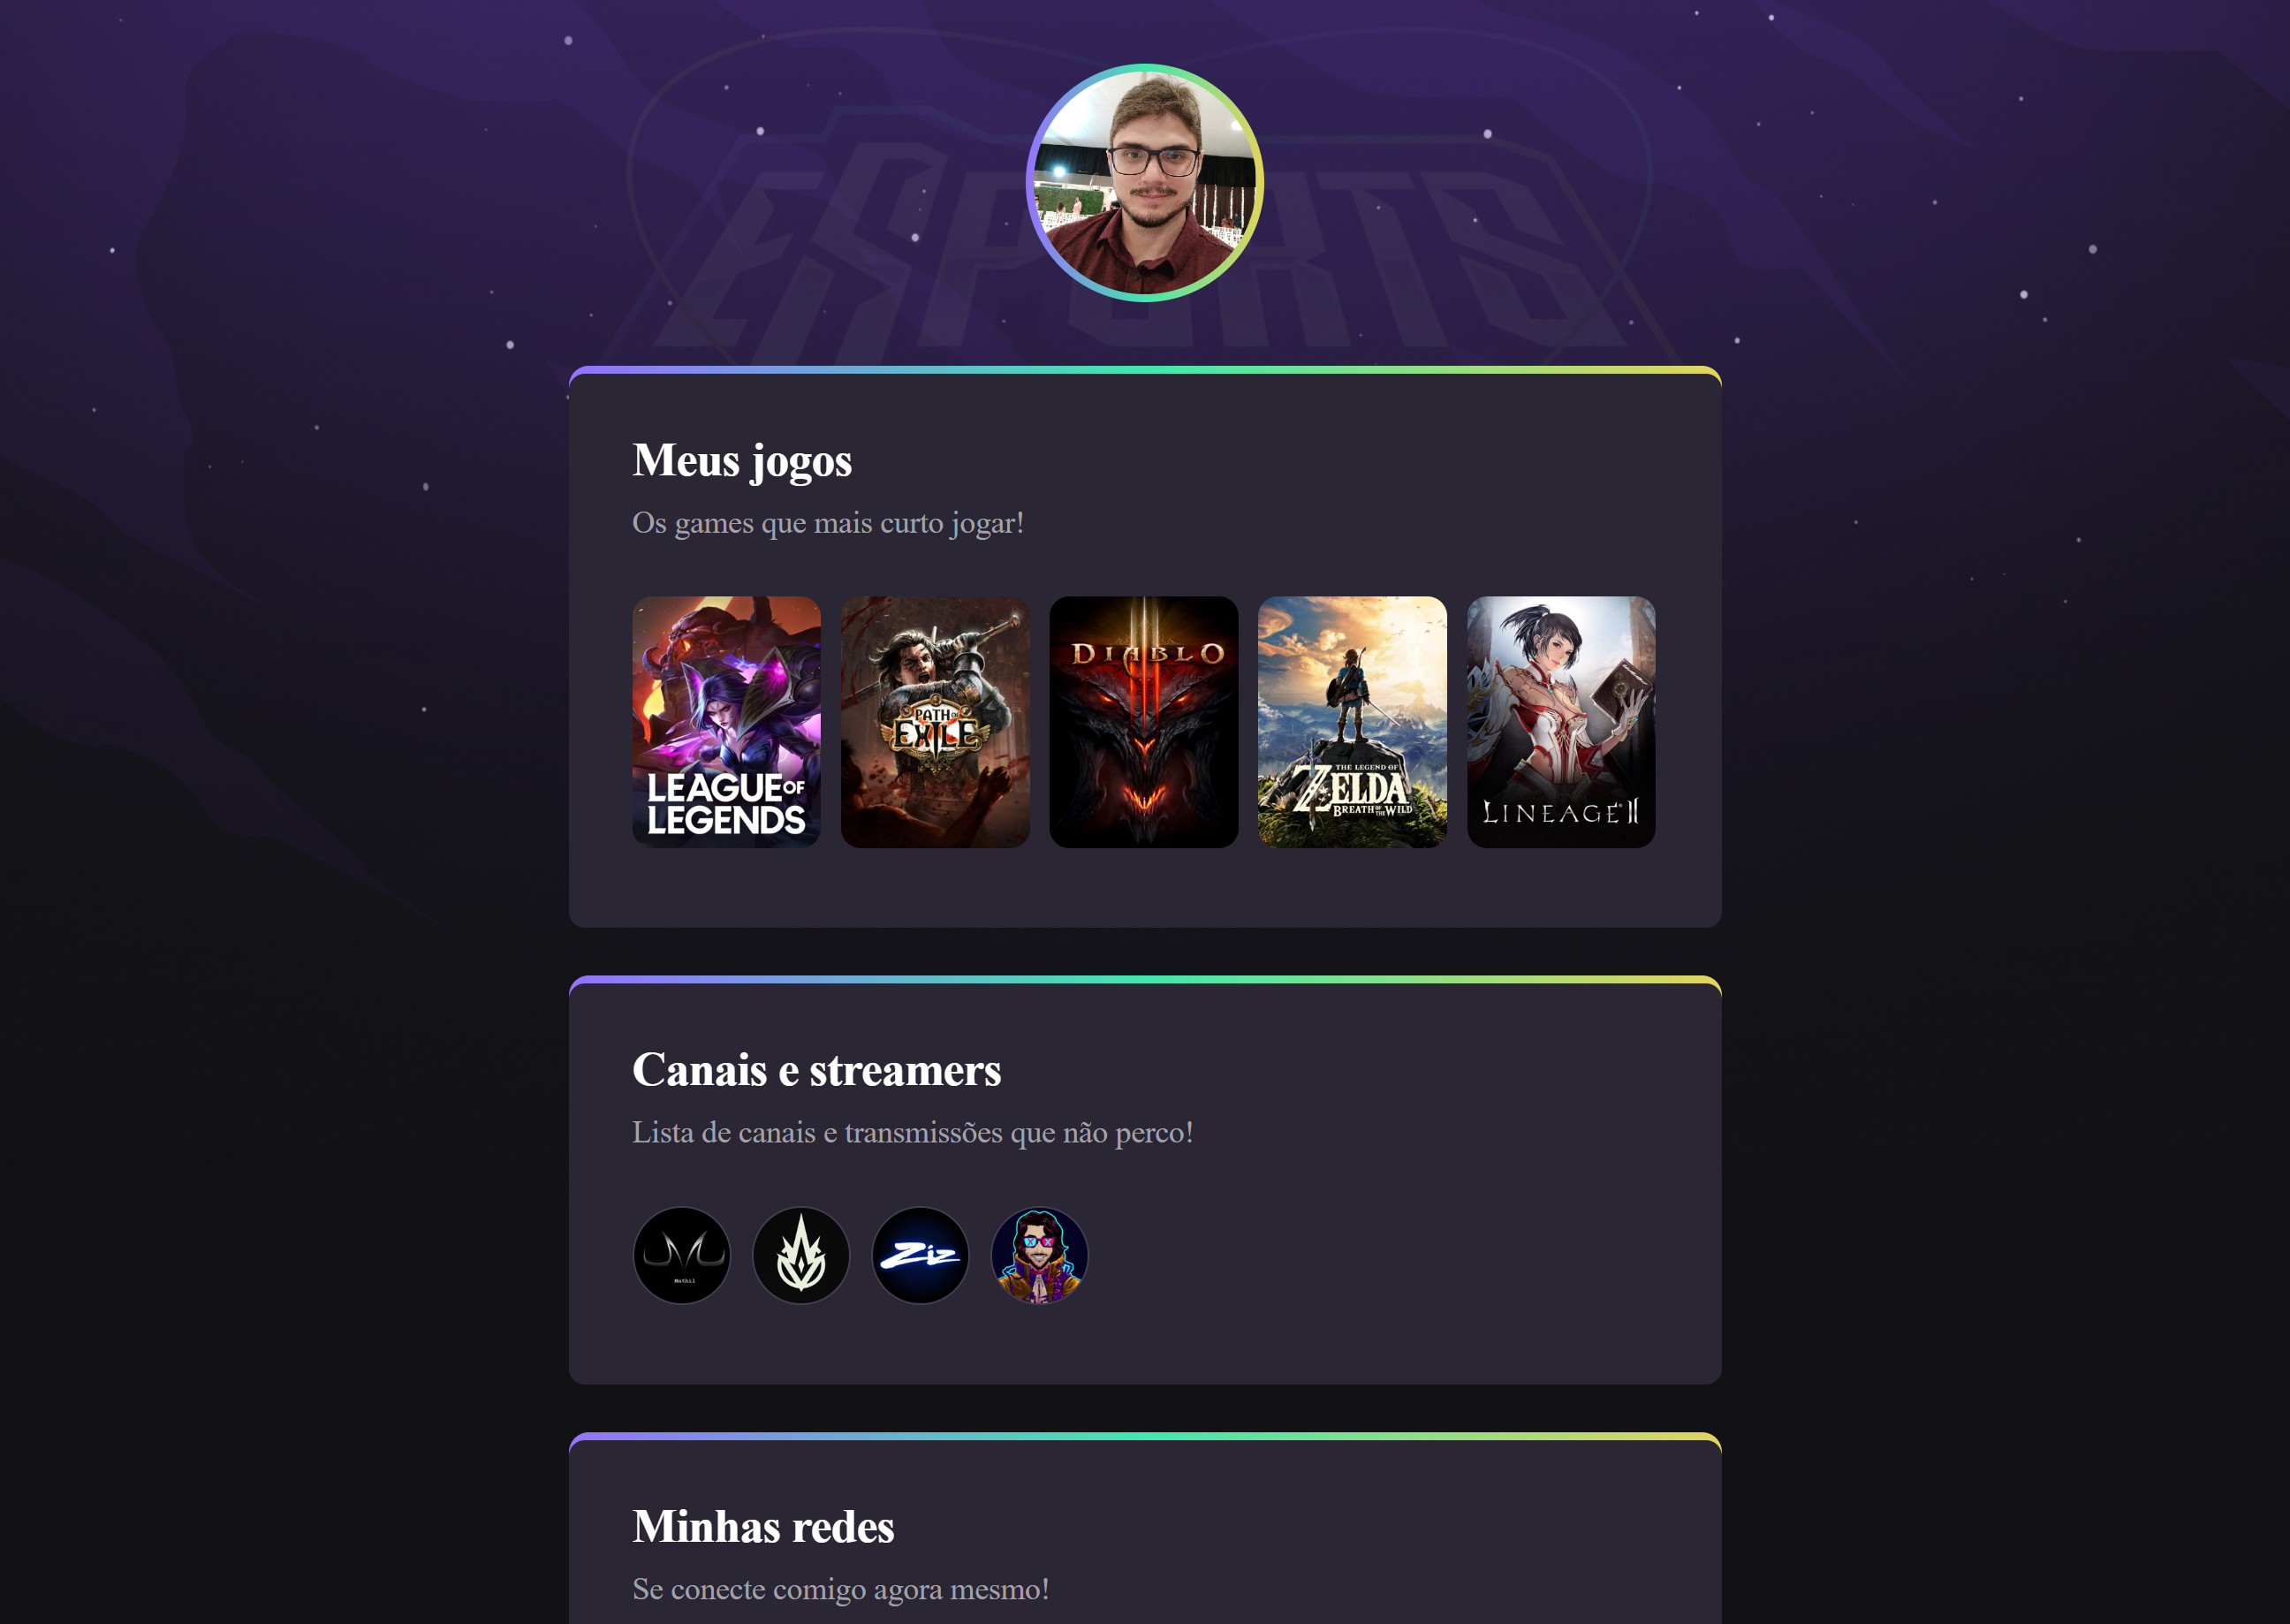 ESPORTS
Meus jogos
Os games que mais curto jogar!
LEAGUE OF
LEGENDS
PATH OF
EXILE
DIABLO
THE LEGEND OF
ZELDA
BREATH OF THE WILD
LINEAGE II
Canais e streamers
Lista de canais e transmissões que não perco!
Mathil
Ziz
X X
Minhas redes
Se conecte comigo agora mesmo!